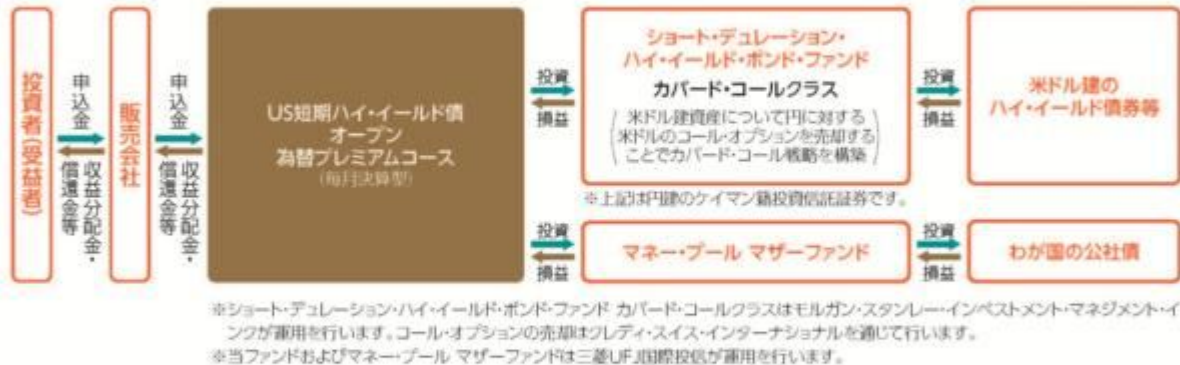 投資者(受益者)
申込金
収益分配金・
償還金等
販売会社
申込金
収益分配金・
償還金等
US短期ハイ・イールド債
オープン
為替プレミアムコース
(毎月決算型)
投資
損益
ショート・デュレーション・
ハイ・イールド・ボンド・ファンド
カバード・コールクラス
(米ドル建資産について円に対する
米ドルのコール・オプションを売却する
ことでカバード・コール戦略を構築)
※上記は円建のケイマン籍投資信託証券です。
投資
損益
米ドル建の
ハイ・イールド債券等
投資
損益
マネー・プール マザーファンド
投資
損益
わが国の公社債
※ショート・デュレーション・ハイ・イールド・ボンド・ファンド カバード・コールクラスはモルガン・スタンレー・インベストメント・マネジメント・イ
ンクが運用を行います。コール・オプションの売却はクレディ・スイス・インターナショナルを通じて行います。
※当ファンドおよびマネー・プール マザーファンドは三菱UFJ国際投信が運用を行います。